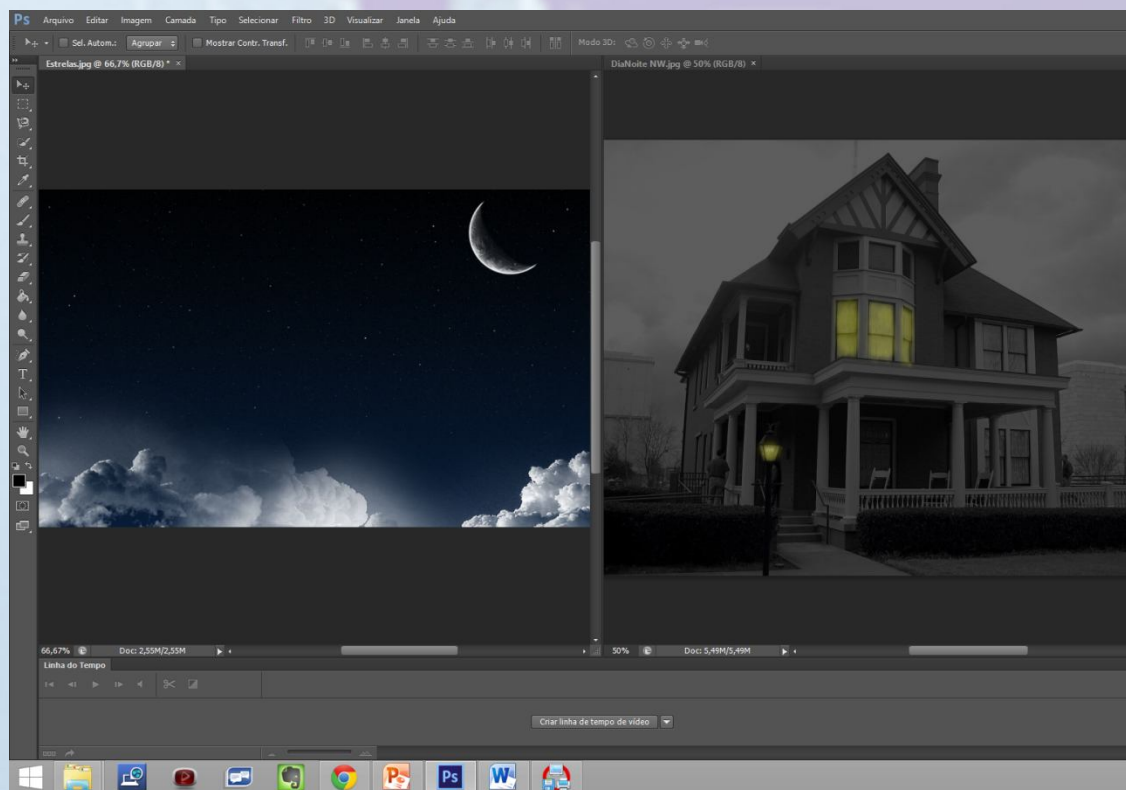 Ps Arquivo Editar Imagem Camada Tipo Selecionar Filtro 3D Visualizar Janela Ajuda
Sel. Autom.: Agrupar Mostrar Contr. Transf. Modo 3D:
Estrelas.jpg @ 66,7% (RGB/8) * × DiaNoite NW.jpg @ 50% (RGB/8) ×
T
66,67% Doc: 2,55M/2,55M 50% Doc: 5,49M/5,49M
Linha do Tempo
Criar linha de tempo de vídeo
P Ps W